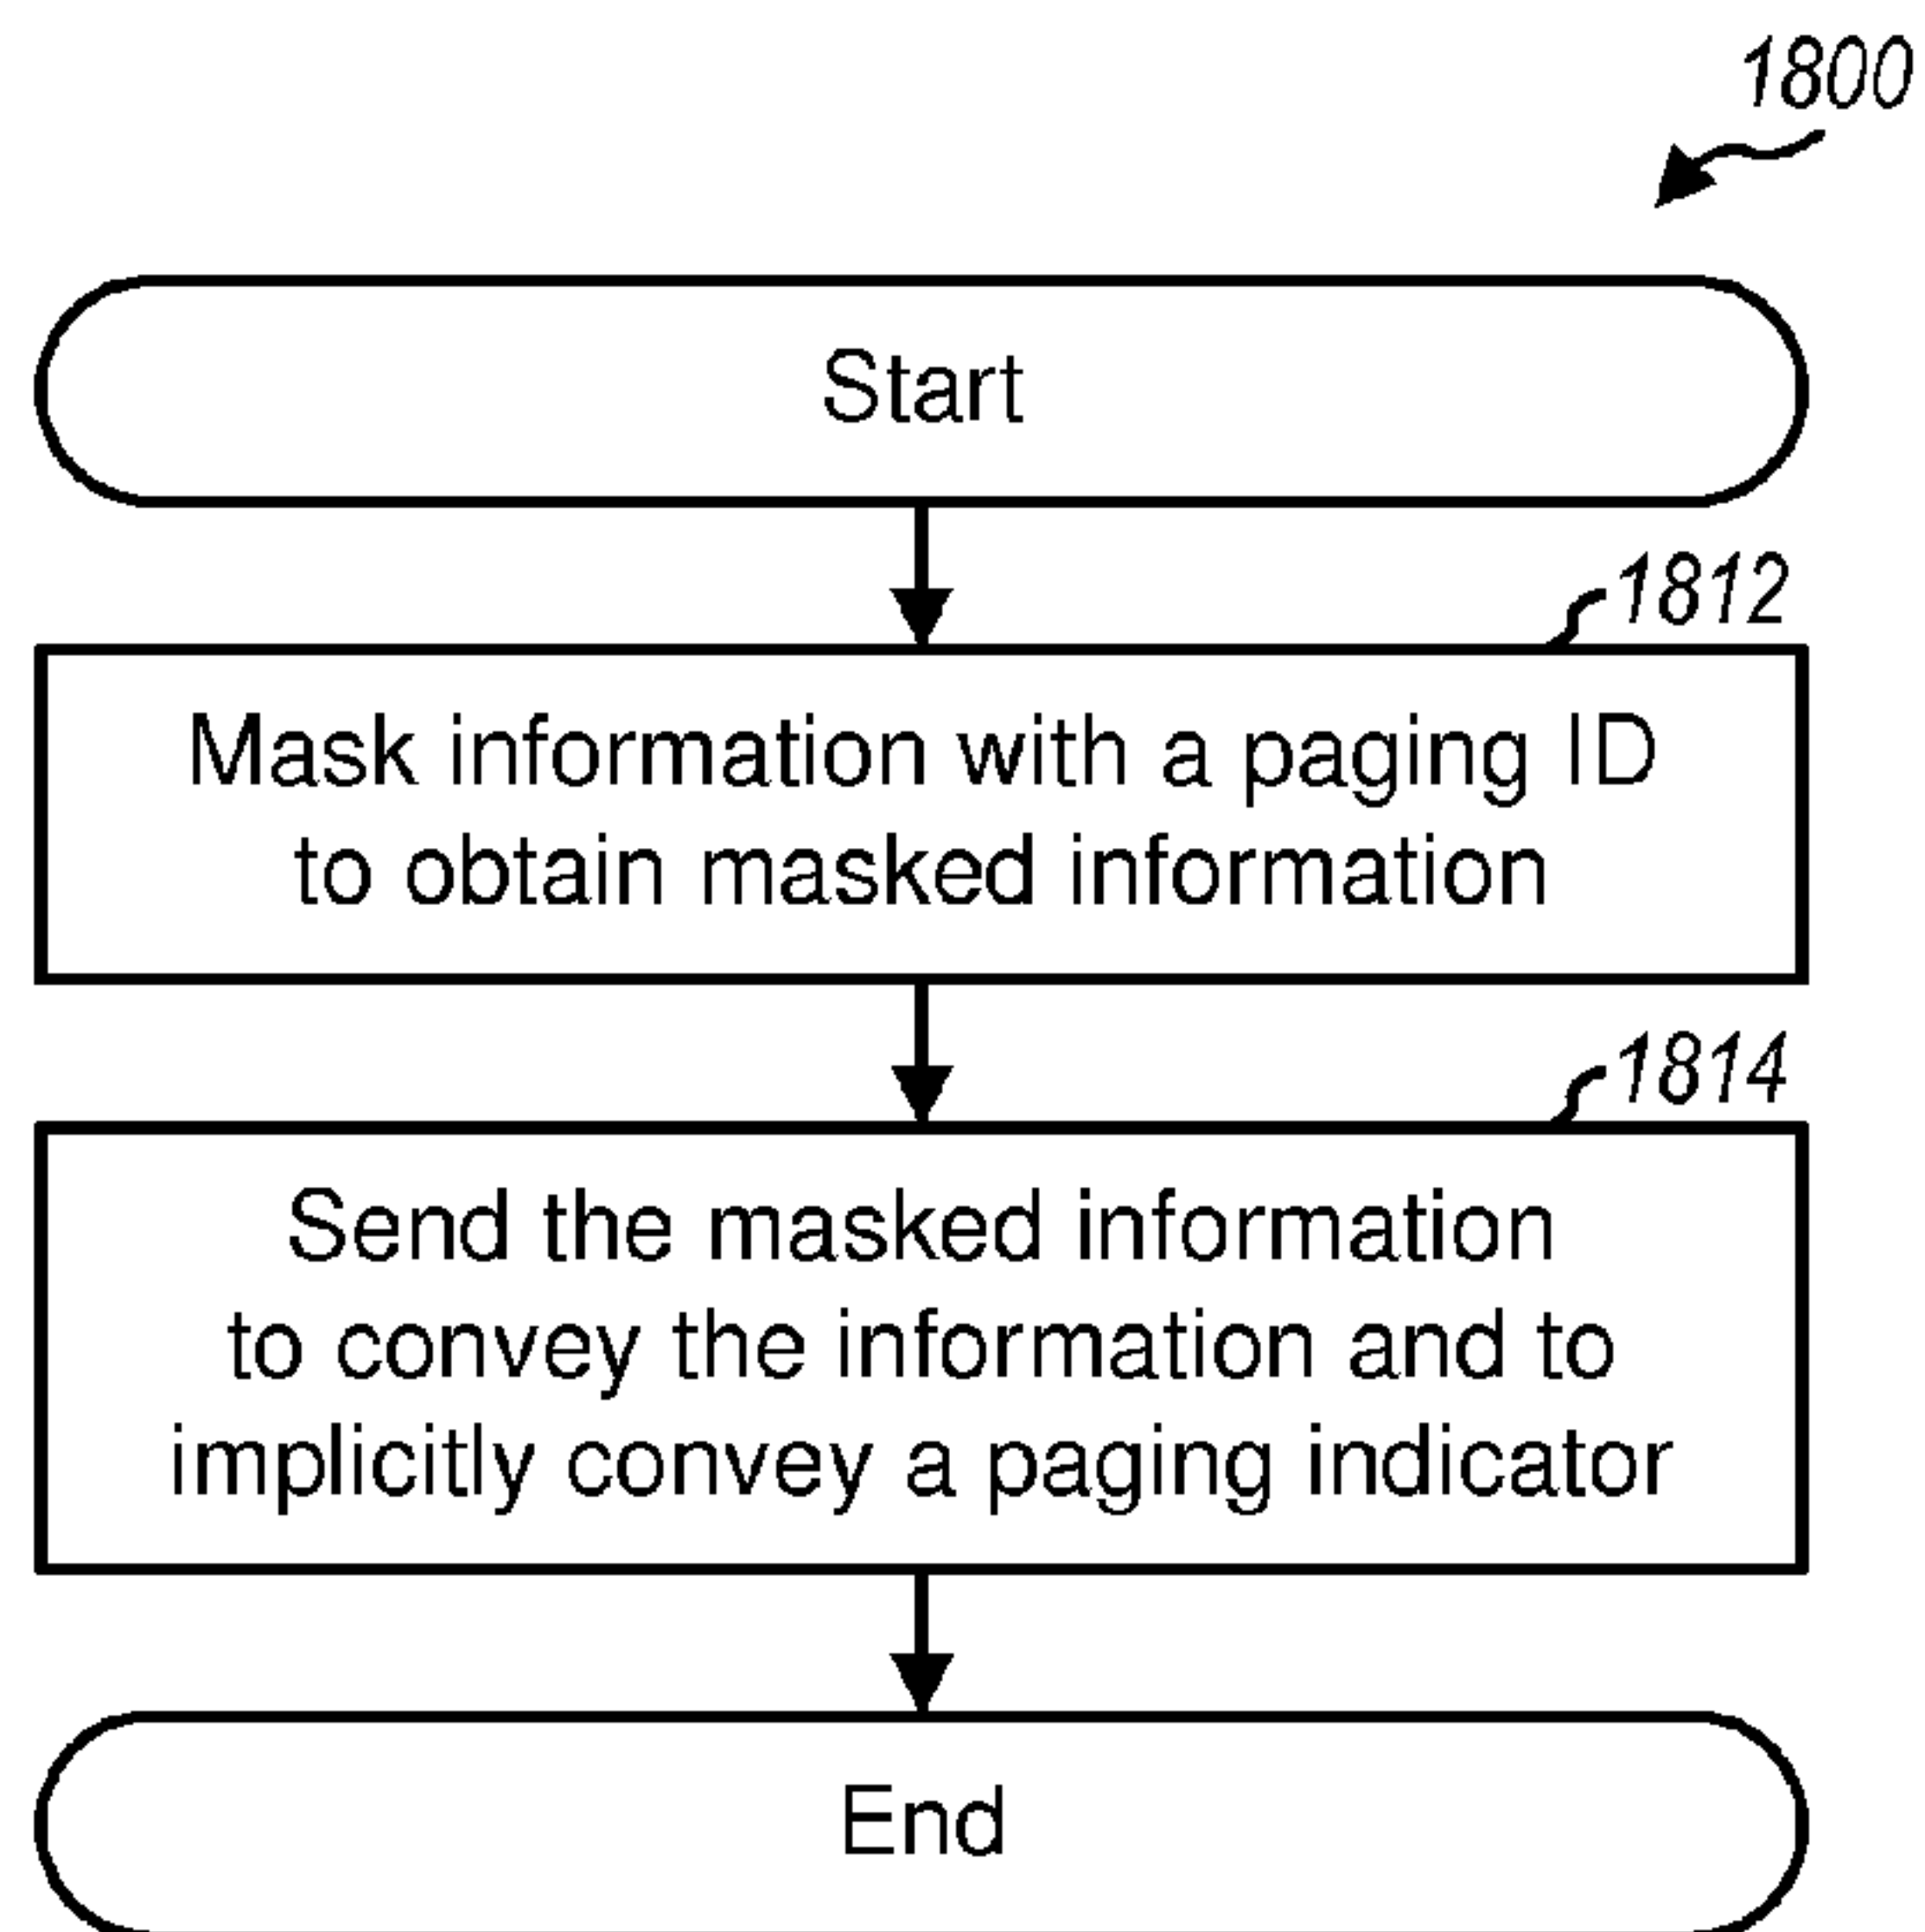 1800
Start
1812
Mask information with a paging ID
to obtain masked information
1814
Send the masked information
to convey the information and to
implicitly convey a paging indicator
End